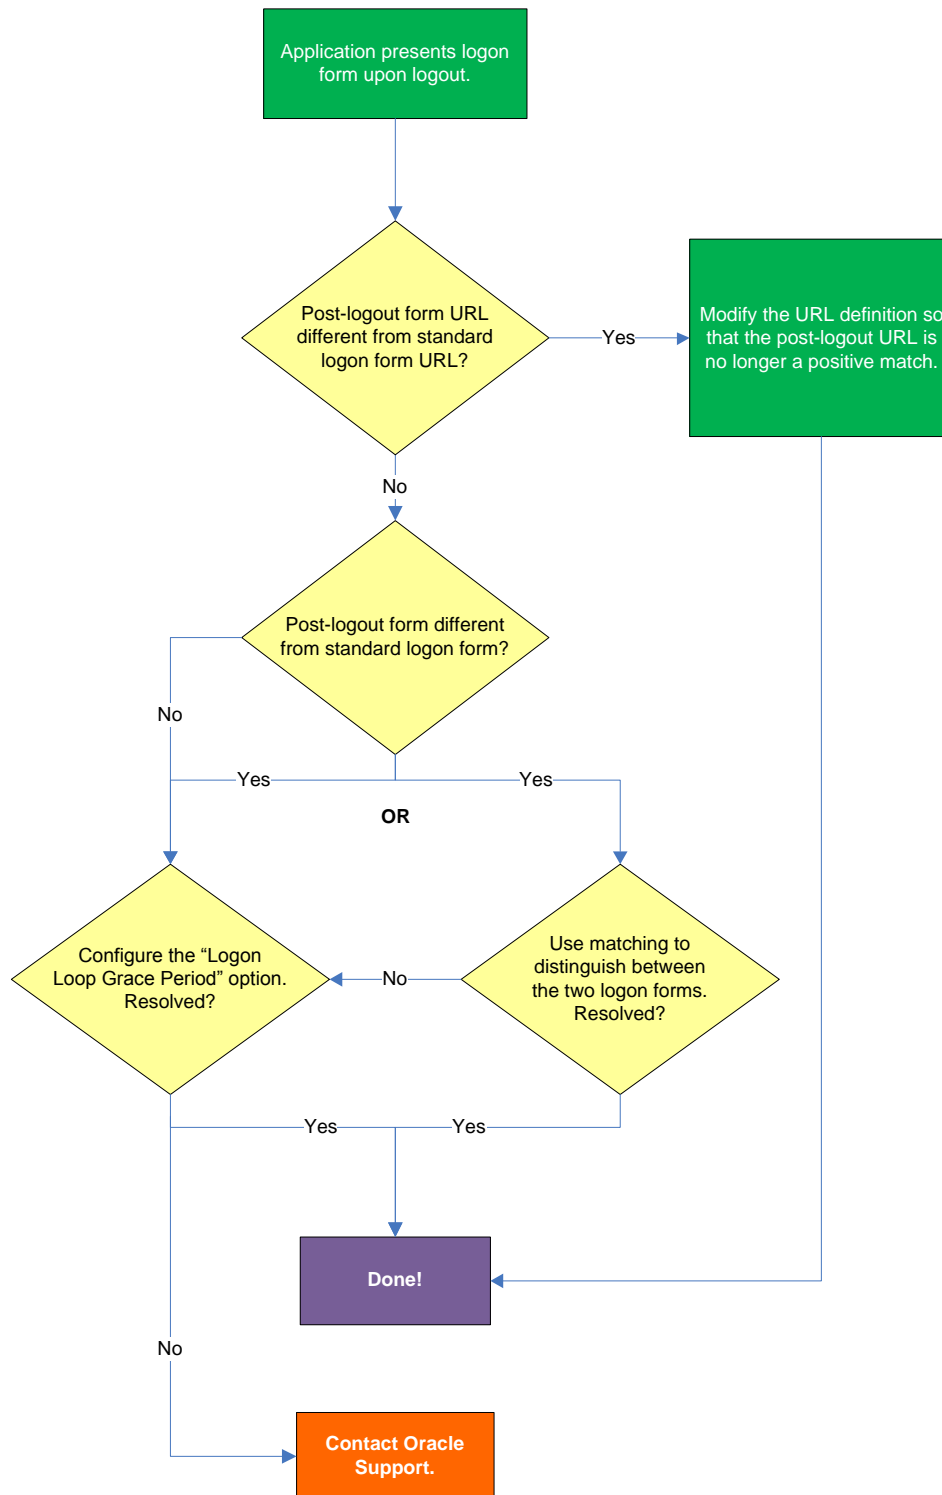 Application presents logon
form upon logout.
Post-logout form URL
different from standard
logon form URL?
Yes
Modify the URL definition so
that the post-logout URL is
no longer a positive match.
No
Post-logout form different
from standard logon form?
No
Yes
Yes
OR
Configure the “Logon
Loop Grace Period” option.
Resolved?
No
Use matching to
distinguish between
the two logon forms.
Resolved?
Yes
Yes
Done!
No
Contact Oracle
Support.